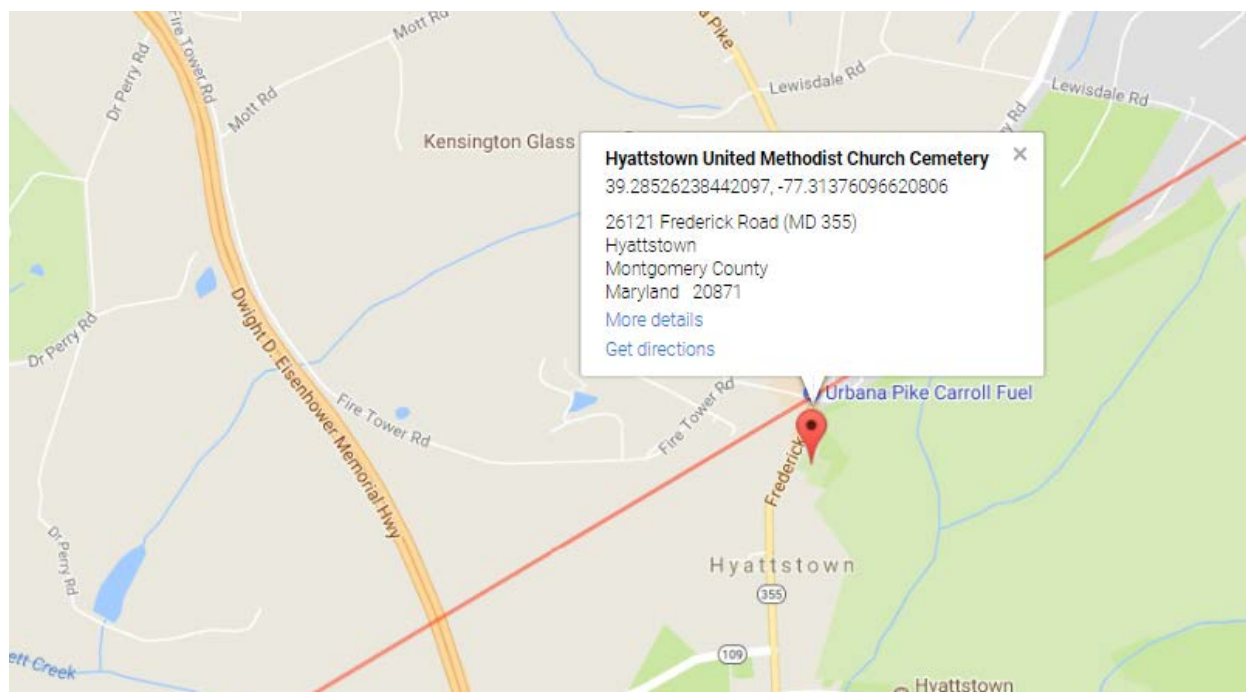 Fire Tower Rd
Dr Perry Rd
Mott Rd
Mott Rd
Pike
Lewisdale Rd
Lewisdale Rd
Rd
Kensington Glass
Hyattstown United Methodist Church Cemetery
39.28526238442097, -77.31376096620806
26121 Frederick Road (MD 355)
Hyattstown
Montgomery County
Maryland 20871
More details
Get directions
Dr Perry Rd
Dwight D. Eisenhower Memorial Hwy
Fire Tower Rd
Fire Tower Rd
Urbana Pike Carroll Fuel
Frederick
Dr Perry Rd
Hyattstown
355
109
ett Creek
Hyattstown